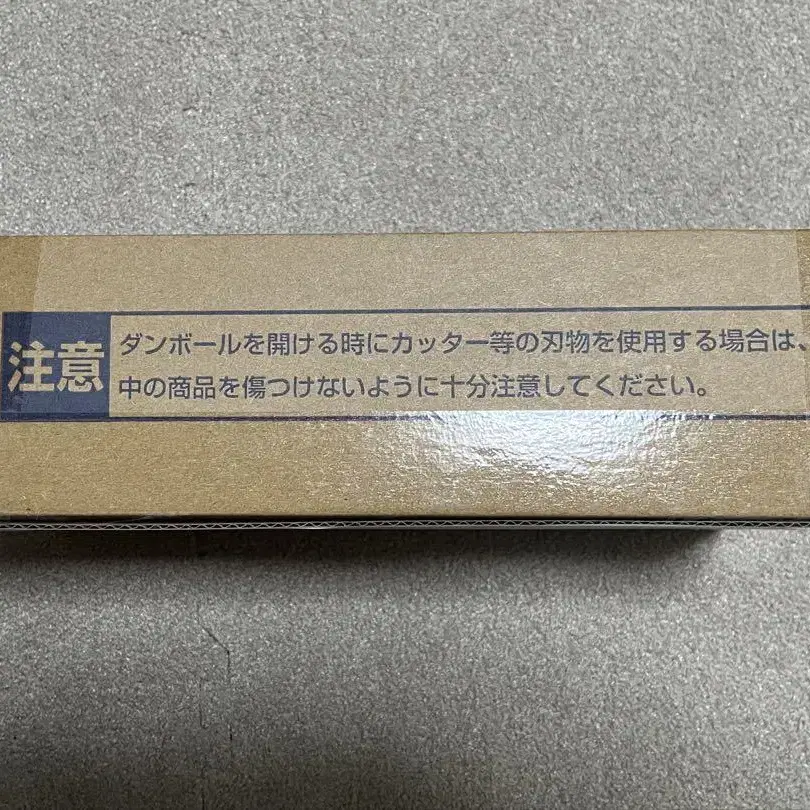 注意
ダンボールを開ける時にカッター等の刃物を使用する場合は、
中の商品を傷つけないように十分注意してください。